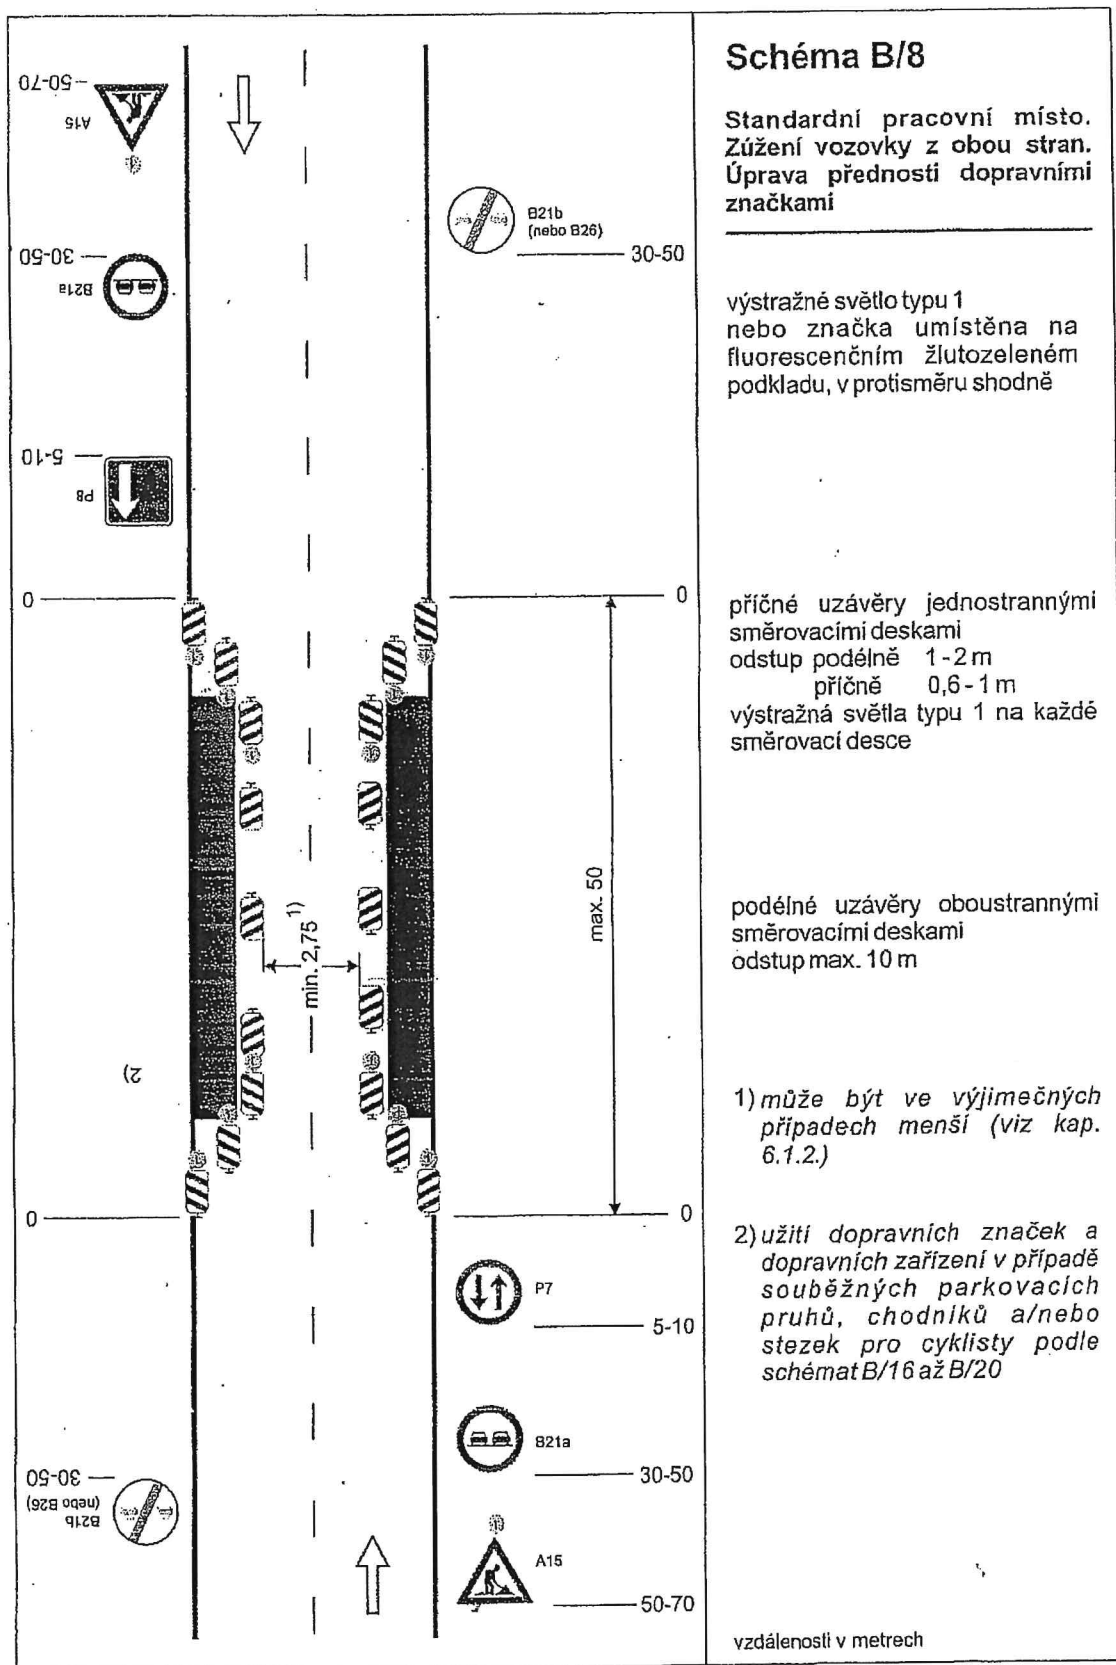 Schéma B/8
Standardní pracovní místo.
Zúžení vozovky z obou stran.
Úprava přednosti dopravními
značkami
výstražné světlo typu 1
nebo značka umístěna na
fluorescenčním žlutozeleném
podkladu, v protisměru shodně
příčné uzávěry jednostrannými
směrovacími deskami
odstup podélně 1-2 m
příčně 0,6-1 m
výstražná světla typu 1 na každé
směrovací desce
podélné uzávěry oboustrannými
směrovacími deskami
odstup max. 10 m
1) může být ve výjimečných
případech menší (viz kap.
6.1.2.)
2) užití dopravních značek a
dopravních zařízení v případě
souběžných parkovacích
pruhů, chodníků a/nebo
stezek pro cyklisty podle
schémat B/16 až B/20
vzdálenosti v metrech
50-70
A15
30-50
B21a
5-10
P8
0
2)
0
30-50
B21b
(nebo B26)
B21b
(nebo B26)
30-50
0
max. 50
min. 2,75 1)
0
P7
5-10
B21a
30-50
A15
50-70